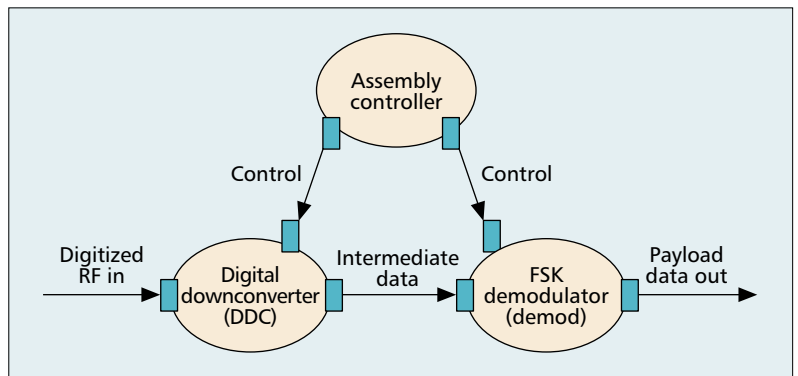 Assembly
controller
Control
Control
Digitized
RF in
Digital
downconverter
(DDC)
Intermediate
data
FSK
demodulator
(demod)
Payload
data out